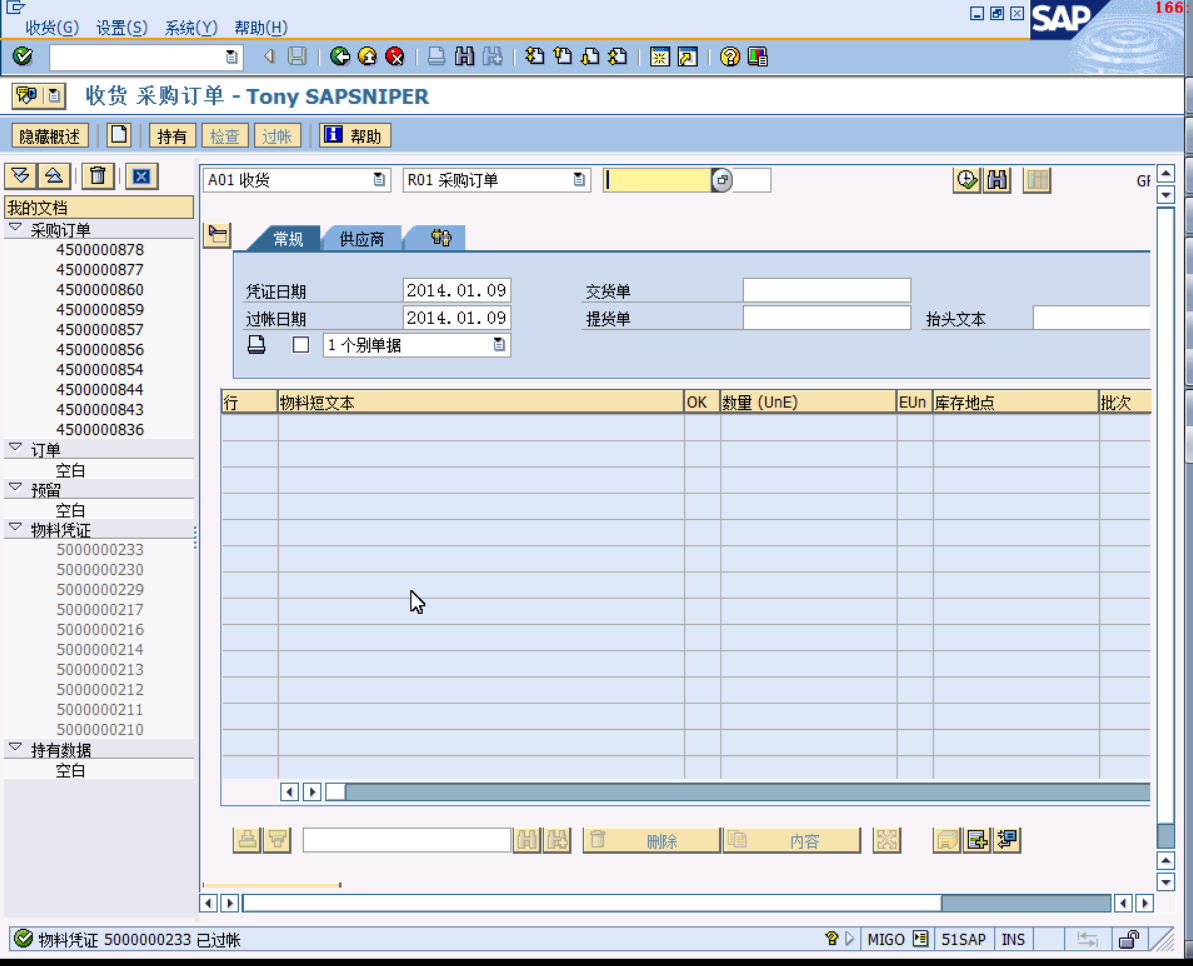 166:
收货(G) 设置(S) 系统(Y) 帮助(H)
SAP
收货 采购订单 - Tony SAPSNIPER
隐藏概述 持有 检查 过帐 帮助
A01 收货 R01 采购订单
我的文档
采购订单
4500000878
4500000877
4500000860
4500000859
4500000857
4500000856
4500000854
4500000844
4500000843
4500000836
订单
空白
预留
空白
物料凭证
5000000233
5000000230
5000000229
5000000217
5000000216
5000000214
5000000213
5000000212
5000000211
5000000210
持有数据
空白
常规 供应商
凭证日期 2014.01.09 交货单
过帐日期 2014.01.09 提货单 抬头文本
1 个别单据
行 物料短文本 OK 数量 (UnE) EUn 库存地点 批次
删除 内容
物料凭证 5000000233 已过帐 MIGO 51SAP INS